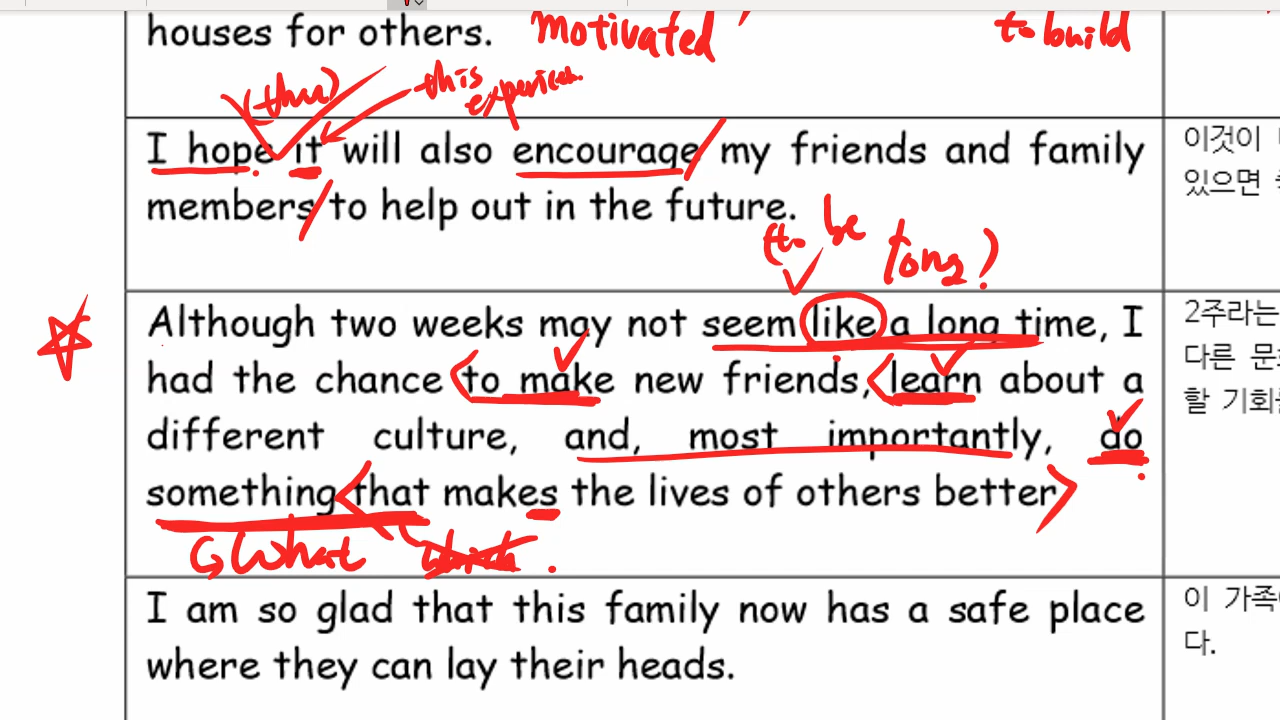 houses for others. motivated to build
(that) this experience.
I hope it will also encourage my friends and family 이것이
members to help out in the future. 있으면
(to be long?
Although two weeks may not seem like a long time, I 2주라는
had the chance to make new friends, learn about a 다른
different culture, and, most importantly, do 할 기회
something that makes the lives of others better
What which
I am so glad that this family now has a safe place 이 가족
where they can lay their heads. 다.